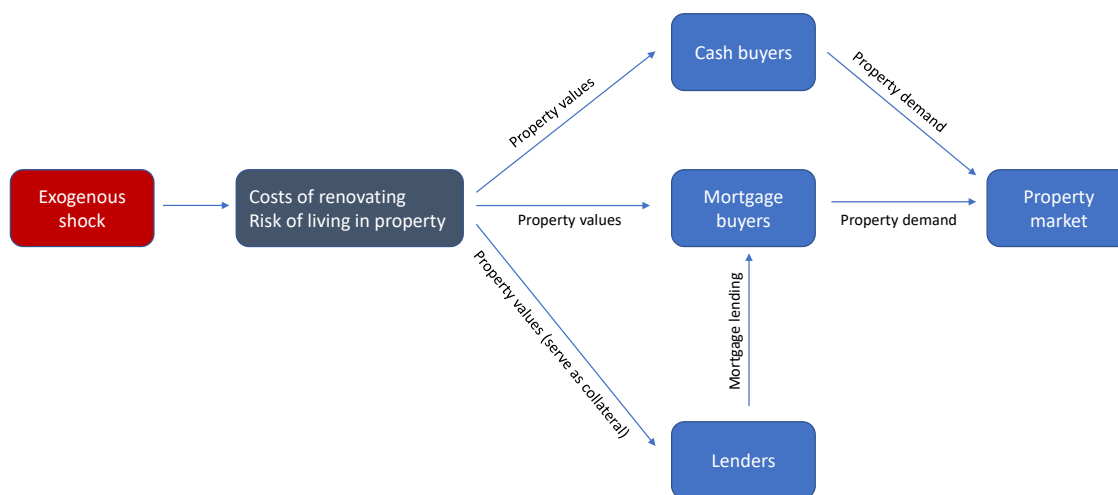 Cash buyers
Property values
Property demand
Exogenous
shock
Costs of renovating
Risk of living in property
Property values
Mortgage
buyers
Property demand
Property
market
Property values (serve as collateral)
Mortgage lending
Lenders